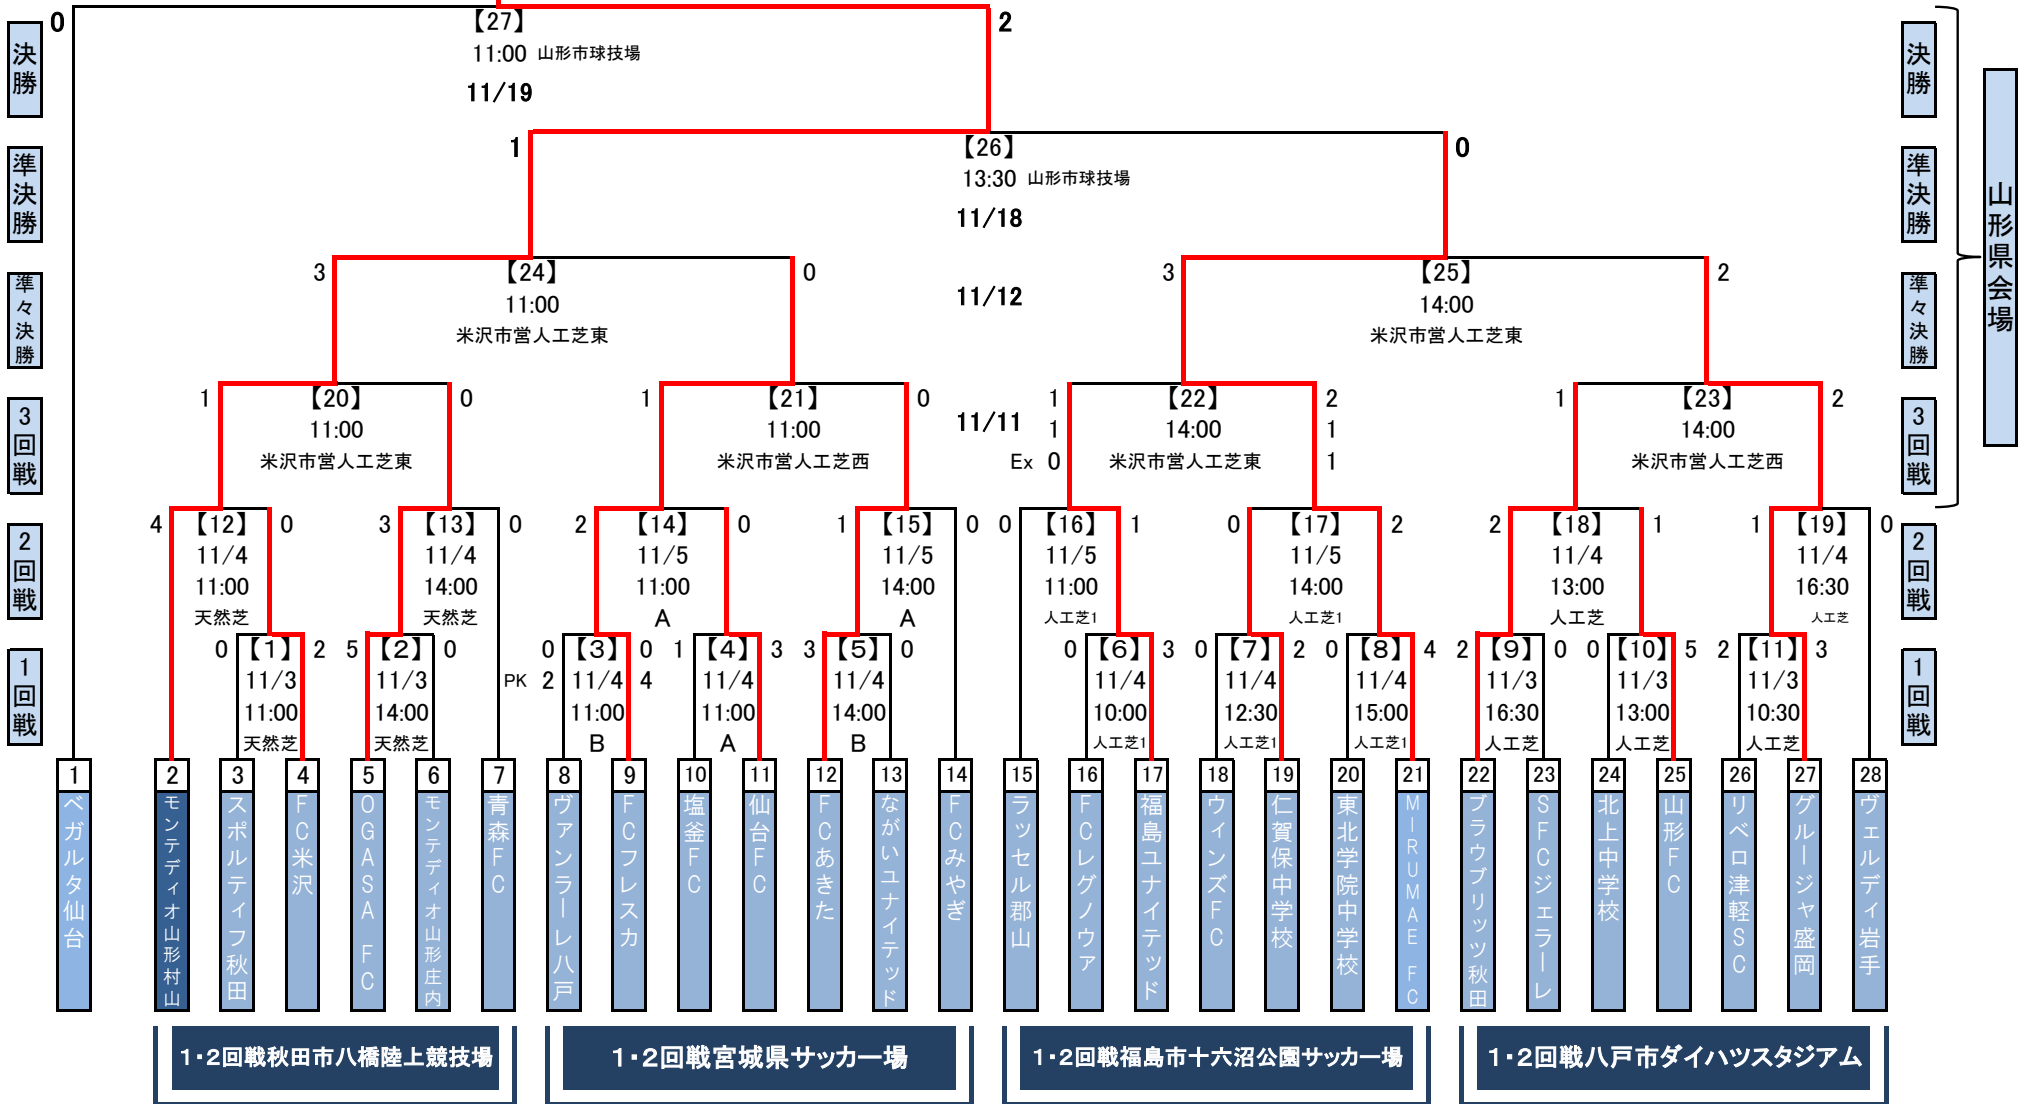 0
【27】
2
11:00 山形市球技場
11/19
決勝
決勝
1
【26】
0
13:30 山形市球技場
11/18
準決勝
準決勝
山形県会場
3
【24】
0
11:00
米沢市営人工芝東
11/12
3
【25】
2
14:00
米沢市営人工芝東
準々決勝
準々決勝
1
【20】
0
11:00
米沢市営人工芝東
1
【21】
0
11:00
米沢市営人工芝西
11/11
1
【22】
2
1
14:00
1
Ex 0
米沢市営人工芝東
1
1
【23】
2
14:00
米沢市営人工芝西
3回戦
3回戦
4
【12】
0
11/4
11:00
天然芝
3
【13】
0
11/4
14:00
天然芝
2
【14】
0
11/5
11:00
A
1
【15】
0
11/5
14:00
A
0
【16】
1
11/5
11:00
人工芝1
0
【17】
2
11/5
14:00
人工芝1
2
【18】
1
11/4
13:00
人工芝
1
【19】
0
11/4
16:30
人工芝
2回戦
2回戦
0
【1】
2
11/3
11:00
天然芝
5
【2】
0
11/3
14:00
天然芝
0
【3】
0
PK 2
11/4
4
11:00
B
1
【4】
3
11/4
11:00
A
3
【5】
0
11/4
14:00
B
0
【6】
3
11/4
10:00
人工芝1
0
【7】
2
11/4
12:30
人工芝1
0
【8】
4
11/4
15:00
人工芝1
2
【9】
0
11/3
16:30
人工芝
0
【10】
5
11/3
13:00
人工芝
2
【11】
3
11/3
10:30
人工芝
1回戦
1回戦
1
ベガルタ仙台
2
モンテディオ山形村山
3
スポルティフ秋田
4
FC米沢
5
OGASA FC
6
モンテディオ山形庄内
7
青森FC
8
ヴァンラーレ八戸
9
FCフレスカ
10
塩釜FC
11
仙台FC
12
FCあきた
13
ながいユナイテッド
14
FCみやぎ
15
ラッセル郡山
16
FCレグノヴァ
17
福島ユナイテッド
18
ウィンズFC
19
仁賀保中学校
20
東北学院中学校
21
MIRUMAE FC
22
ブラウブリッツ秋田
23
SFCジェラーレ
24
北上中学校
25
山形FC
26
リベロ津軽SC
27
グルージャ盛岡
28
ヴェルディ岩手
1・2回戦秋田市八橋陸上競技場
1・2回戦宮城県サッカー場
1・2回戦福島市十六沼公園サッカー場
1・2回戦八戸市ダイハツスタジアム